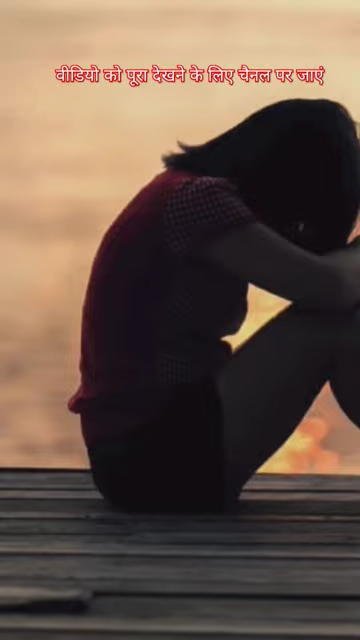 वीडियो को पूरा देखने के लिए चैनल पर जाएं